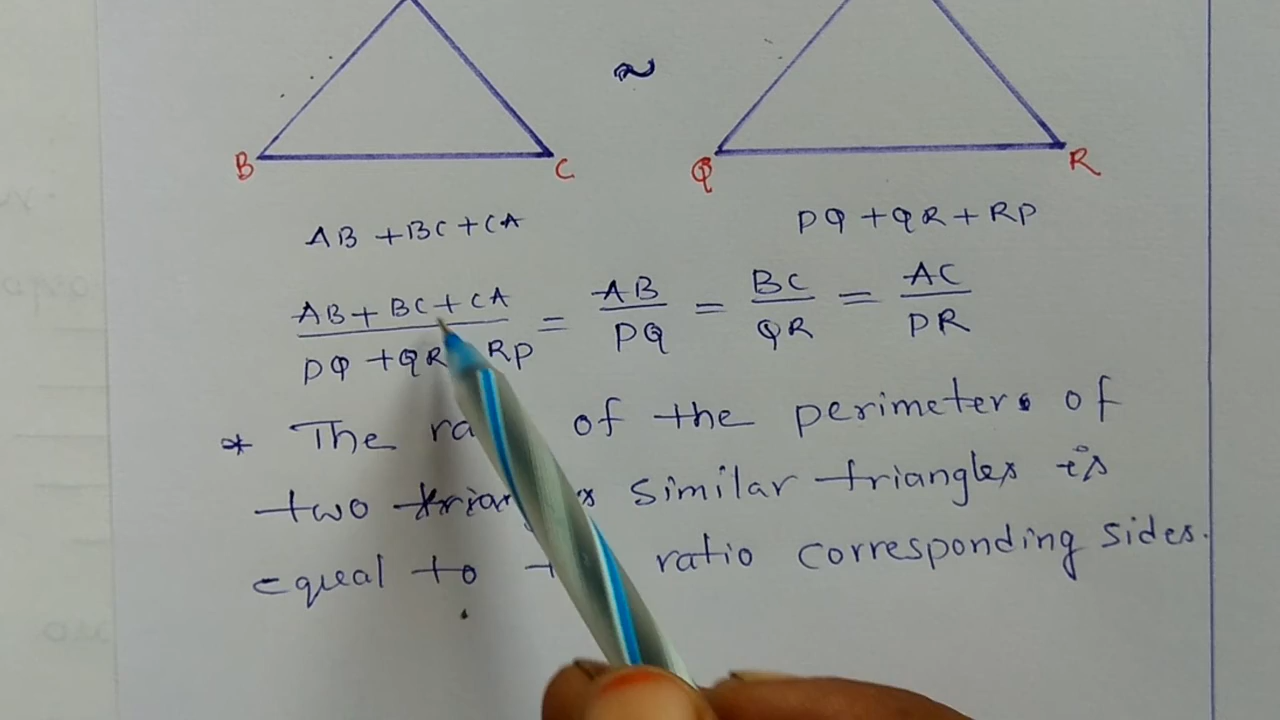 ≈
B C Q R
AB + BC + CA PQ + QR + RP
AB + BC + CA / PQ + QR RP = AB / PQ = BC / QR = AC / PR
* The of the perimeters of
two similar triangles is
equal to ratio corresponding sides.